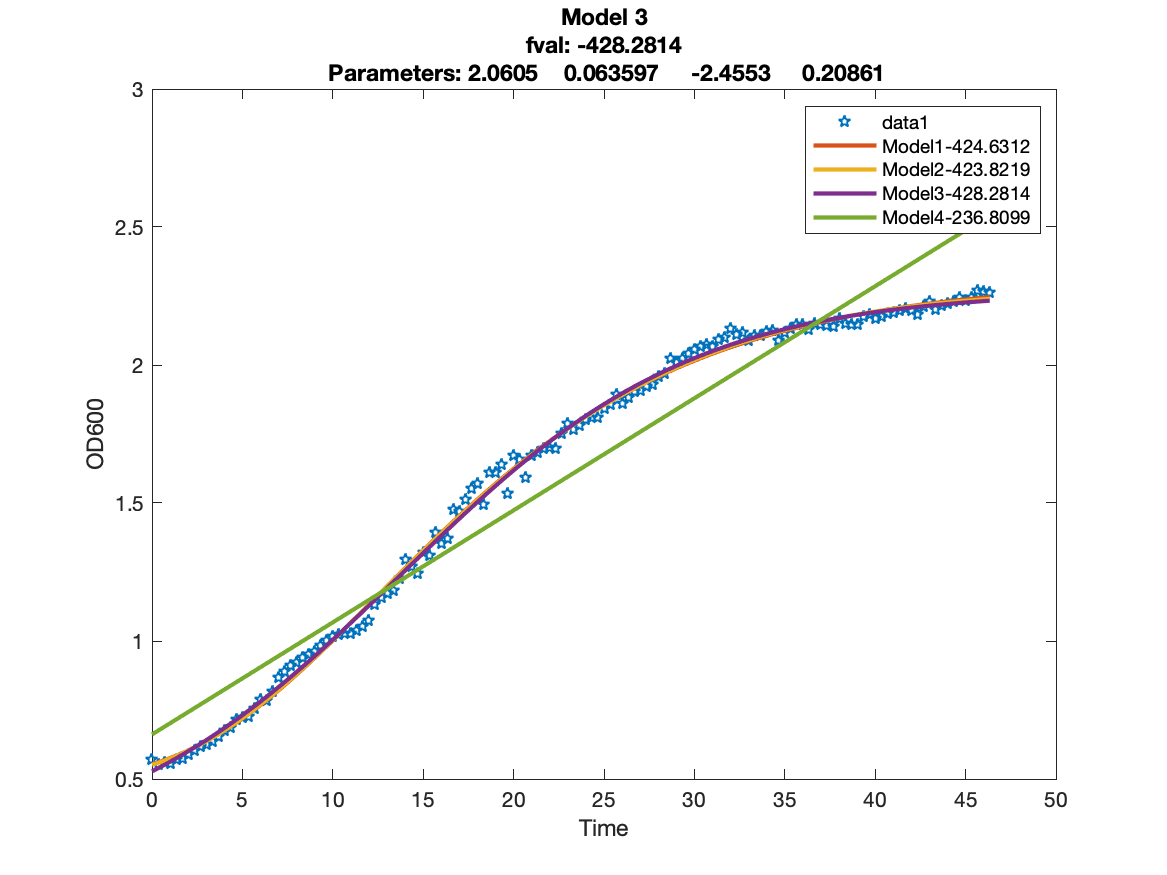 Model 3
fval: -428.2814
Parameters: 2.0605 0.063597 -2.4553 0.20861
3
data1
Model1-424.6312
Model2-423.8219
Model3-428.2814
Model4-236.8099
2.5
2
OD600
1.5
1
0.5
0 5 10 15 20 25 30 35 40 45 50
Time